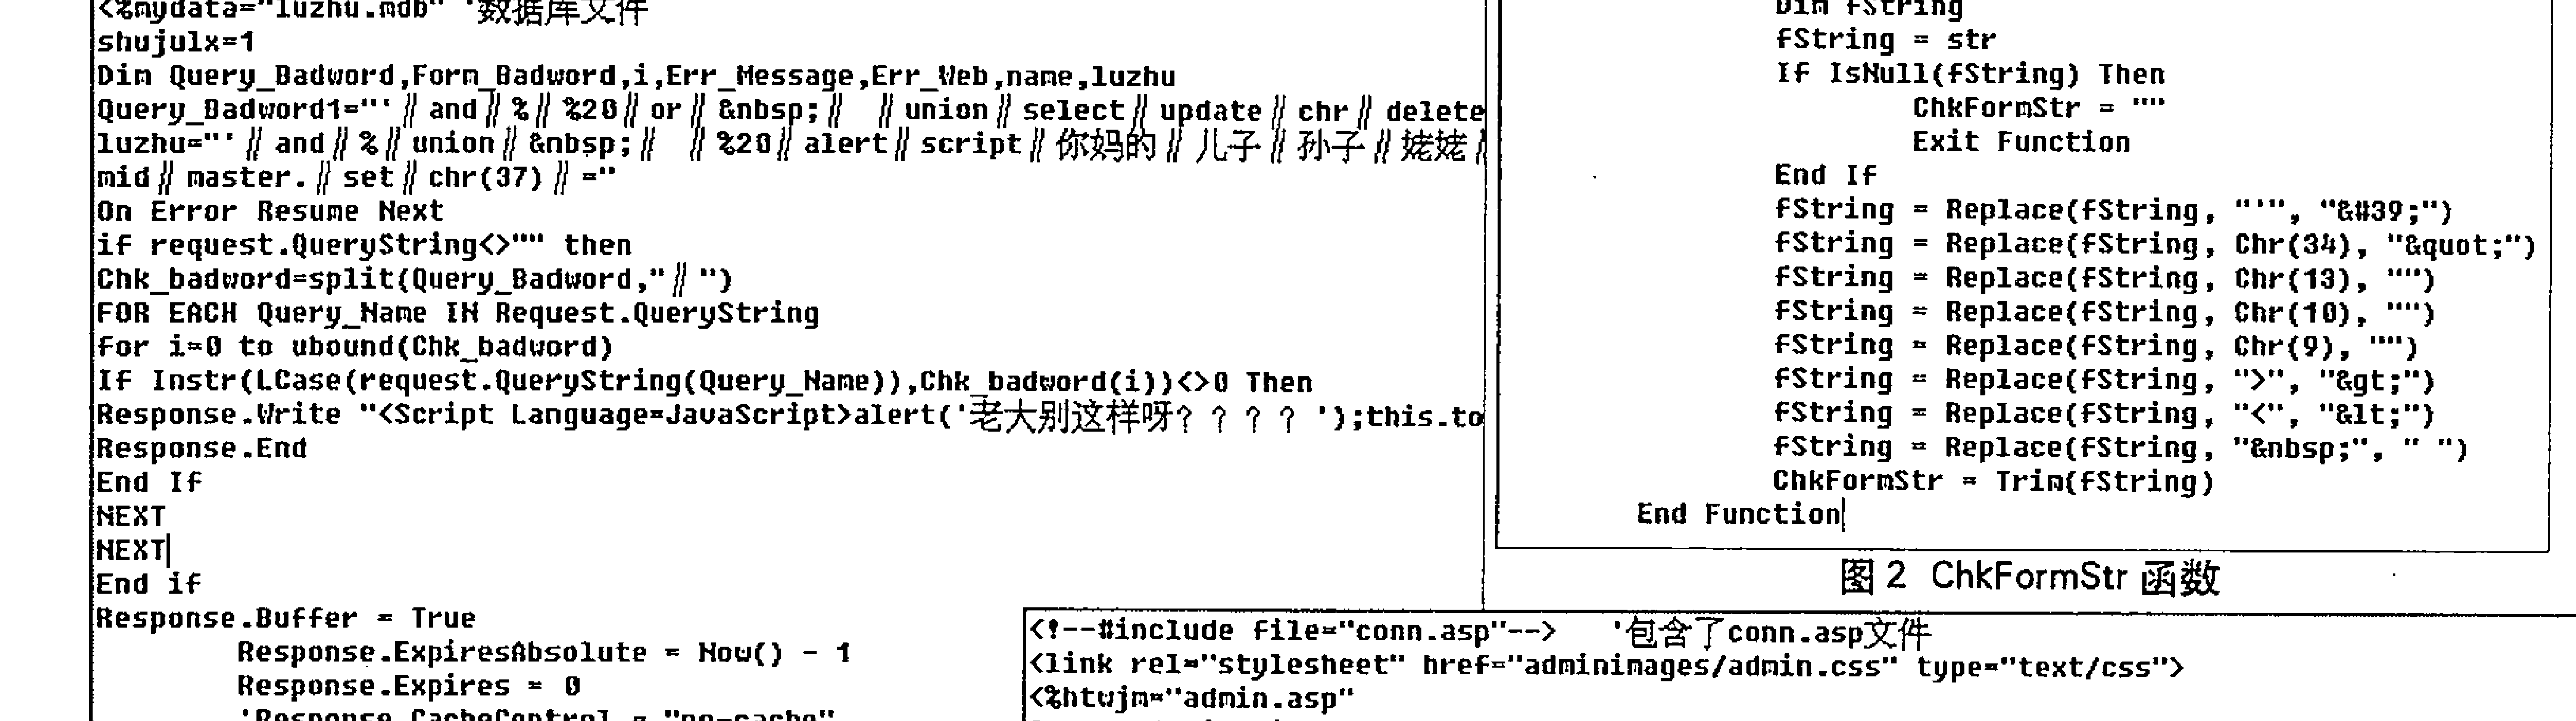 <%mydata="luzhu.mdb" '数据库文件
shujulx=1
Dim Query_Badword,Form_Badword,i,Err_Message,Err_Web,name,luzhu
Query_Badword1="'∥and∥%∥%20∥or∥&nbsp;∥ ∥union∥select∥update∥chr∥delete
luzhu="'∥and∥%∥union∥&nbsp;∥ ∥%20∥alert∥script∥你妈的∥儿子∥孙子∥姥姥∥
mid∥master.∥set∥chr(37)∥="
On Error Resume Next
if request.QueryString<>"" then
Chk_badword=split(Query_Badword,"∥")
FOR EACH Query_Name IN Request.QueryString
for i=0 to ubound(Chk_badword)
If Instr(LCase(request.QueryString(Query_Name)),Chk_badword(i))<>0 Then
Response.Write "<Script Language=JavaScript>alert('老大别这样呀？？？？');this.to
Response.End
End If
NEXT
NEXT
End if
Response.Buffer = True
Response.ExpiresAbsolute = Now() - 1
Response.Expires = 0
'Response.CacheControl = "no-cache"
Dim fString
fString = str
If IsNull(fString) Then
ChkFormStr = ""
Exit Function
End If
fString = Replace(fString, "'", "&#39;")
fString = Replace(fString, Chr(34), "&quot;")
fString = Replace(fString, Chr(13), "")
fString = Replace(fString, Chr(10), "")
fString = Replace(fString, Chr(9), "")
fString = Replace(fString, ">", "&gt;")
fString = Replace(fString, "<", "&lt;")
fString = Replace(fString, "&nbsp;", " ")
ChkFormStr = Trim(fString)
End Function
图 2 ChkFormStr 函数
<!--#include file="conn.asp"--> '包含了conn.asp文件
<link rel="stylesheet" href="adminimages/admin.css" type="text/css">
<%htwjm="admin.asp"